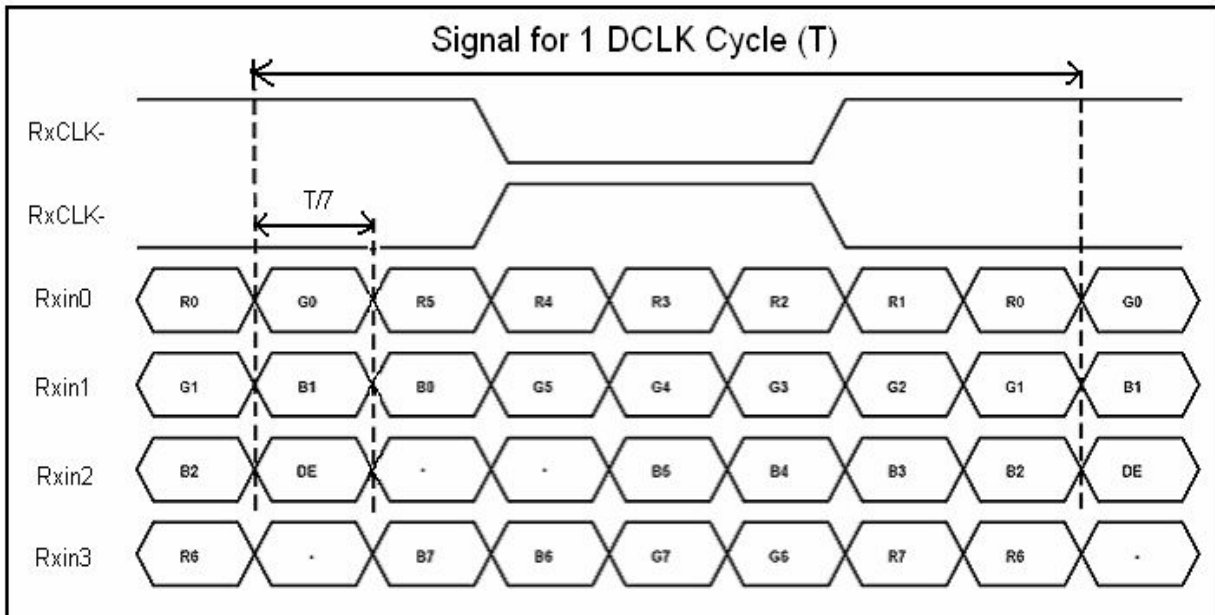 Signal for 1 DCLK Cycle (T)
RxCLK-
T/7
RxCLK-
Rxin0 R0 G0 R5 R4 R3 R2 R1 R0 G0
Rxin1 G1 B1 B0 G5 G4 G3 G2 G1 B1
Rxin2 B2 DE - - B5 B4 B3 B2 DE
Rxin3 R6 - B7 B6 G7 G6 R7 R6 -